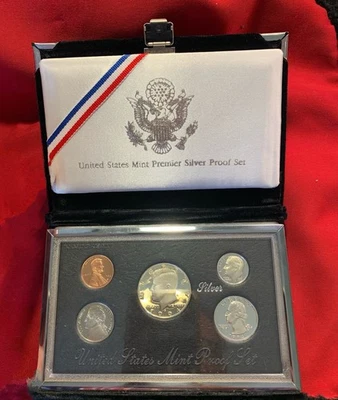 United States Mint Premier Silver Proof Set
Silver
United States Mint Proof Set